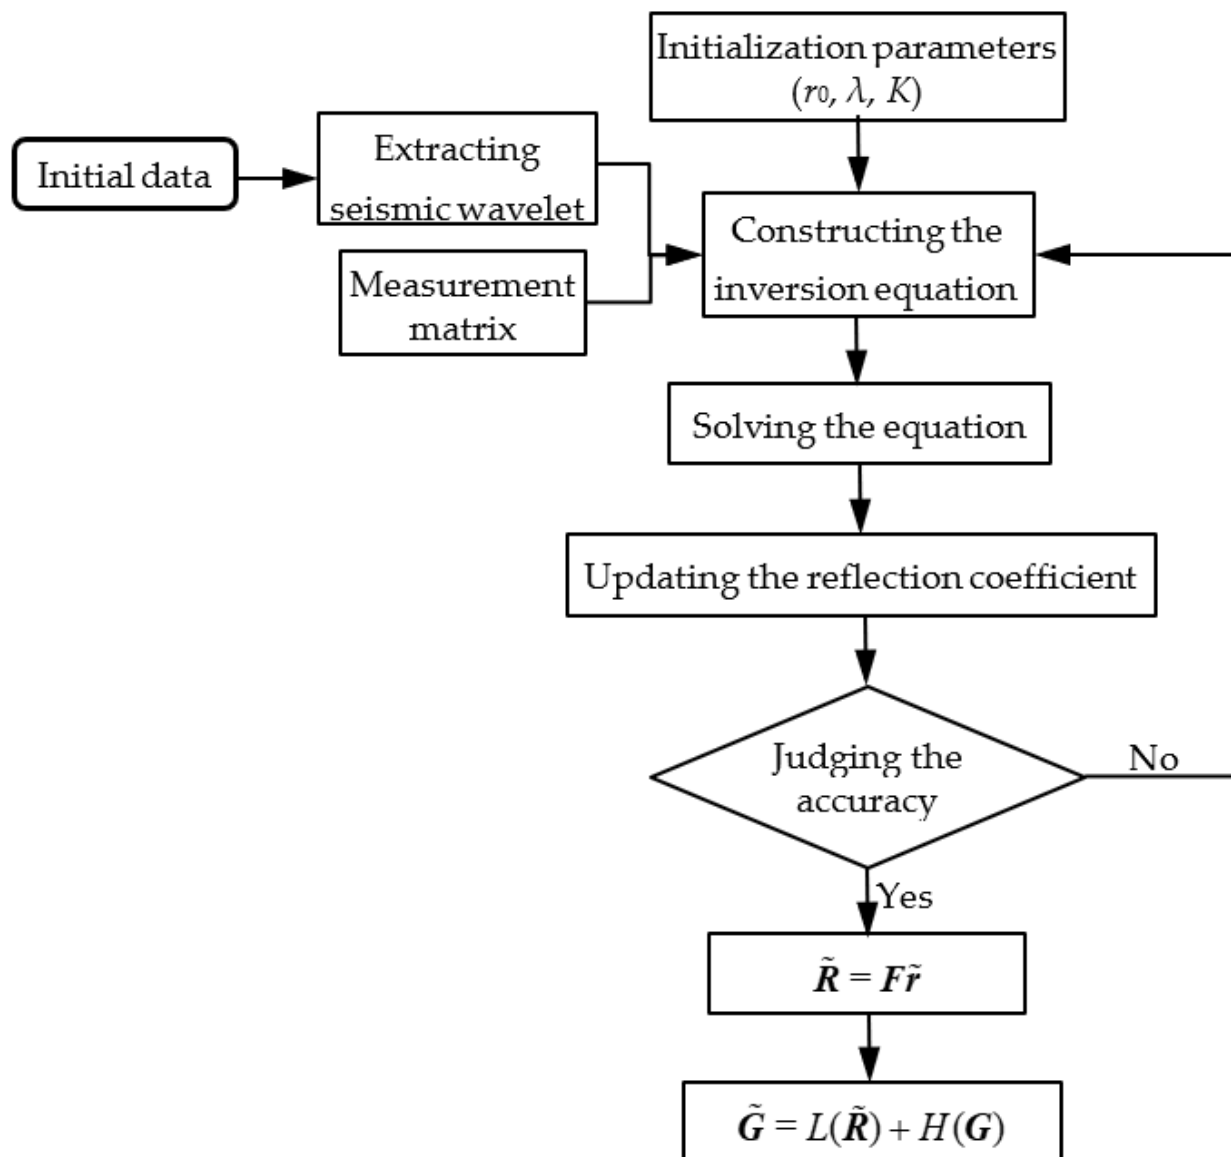 Initialization parameters
(r0, λ, K)
Initial data
Extracting
seismic wavelet
Measurement
matrix
Constructing the
inversion equation
Solving the equation
Updating the reflection coefficient
Judging the
accuracy
No
Yes
R̃ = Fr̃
G̃ = L(R̃) + H(G)